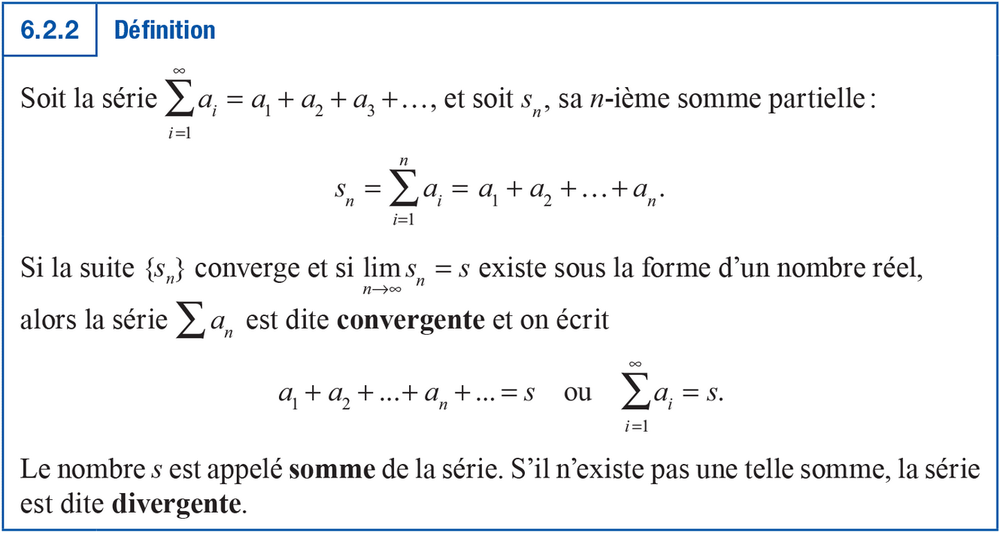 6.2.2 Définition
Soit la série $\sum_{i=1}^{\infty} a_i = a_1 + a_2 + a_3 + \ldots$, et soit $s_n$, sa n-ième somme partielle :
$s_n = \sum_{i=1}^{n} a_i = a_1 + a_2 + \ldots + a_n.$
Si la suite $\{s_n\}$ converge et si $\lim_{n \to \infty} s_n = s$ existe sous la forme d’un nombre réel,
alors la série $\sum a_n$ est dite convergente et on écrit
$a_1 + a_2 + \ldots + a_n + \ldots = s$ ou $\sum_{i=1}^{\infty} a_i = s.$
Le nombre s est appelé somme de la série. S’il n’existe pas une telle somme, la série
est dite divergente.